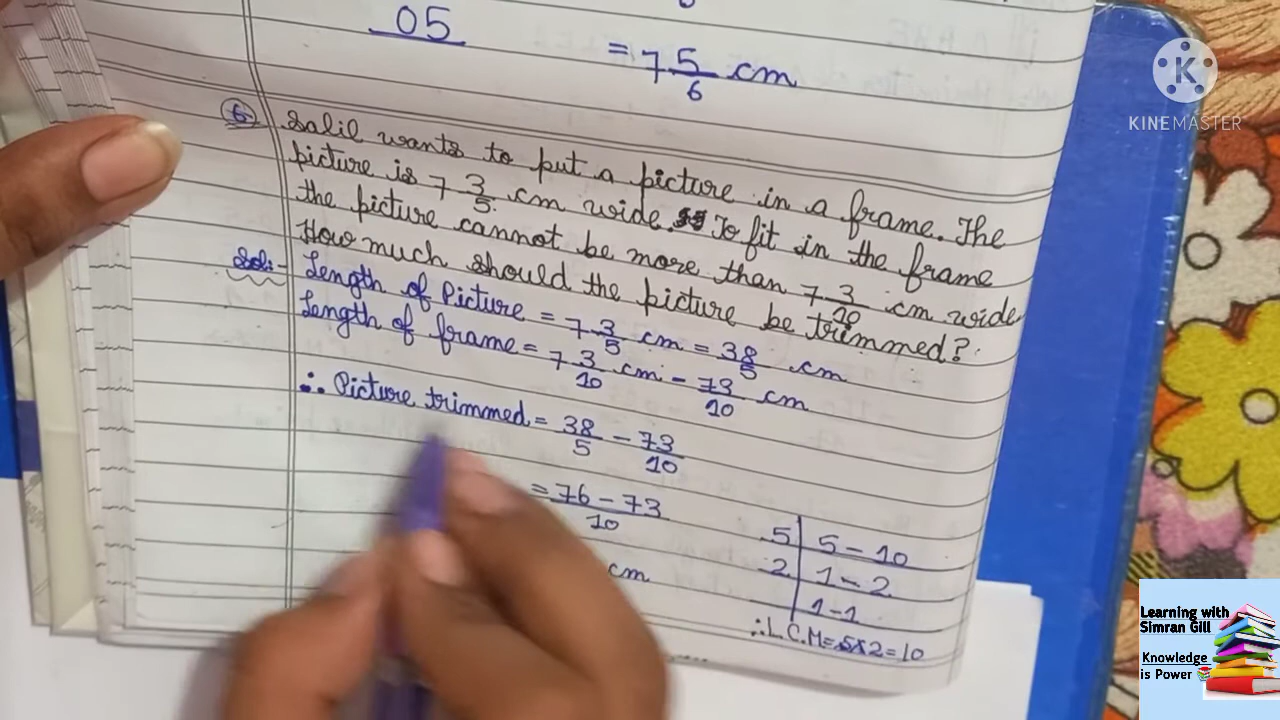 05
= 7 5/6 cm
KINEMASTER
6 Salil wants to put a picture in a frame. The
picture is 7 3/5 cm wide. To fit in the frame
the picture cannot be more than 7 3/10 cm wide
How much should the picture be trimmed?
Sol:- Length of Picture = 7 3/5 cm = 38/5 cm
Length of frame = 7 3/10 cm - 73/10 cm
∴ Picture trimmed = 38/5 - 73/10
= 76 - 73/10
cm
5 | 5 - 10
2 | 1 - 2
1 - 1
∴ L.C.M = 5x2 = 10
Learning with
Simran Gill
Knowledge
is Power